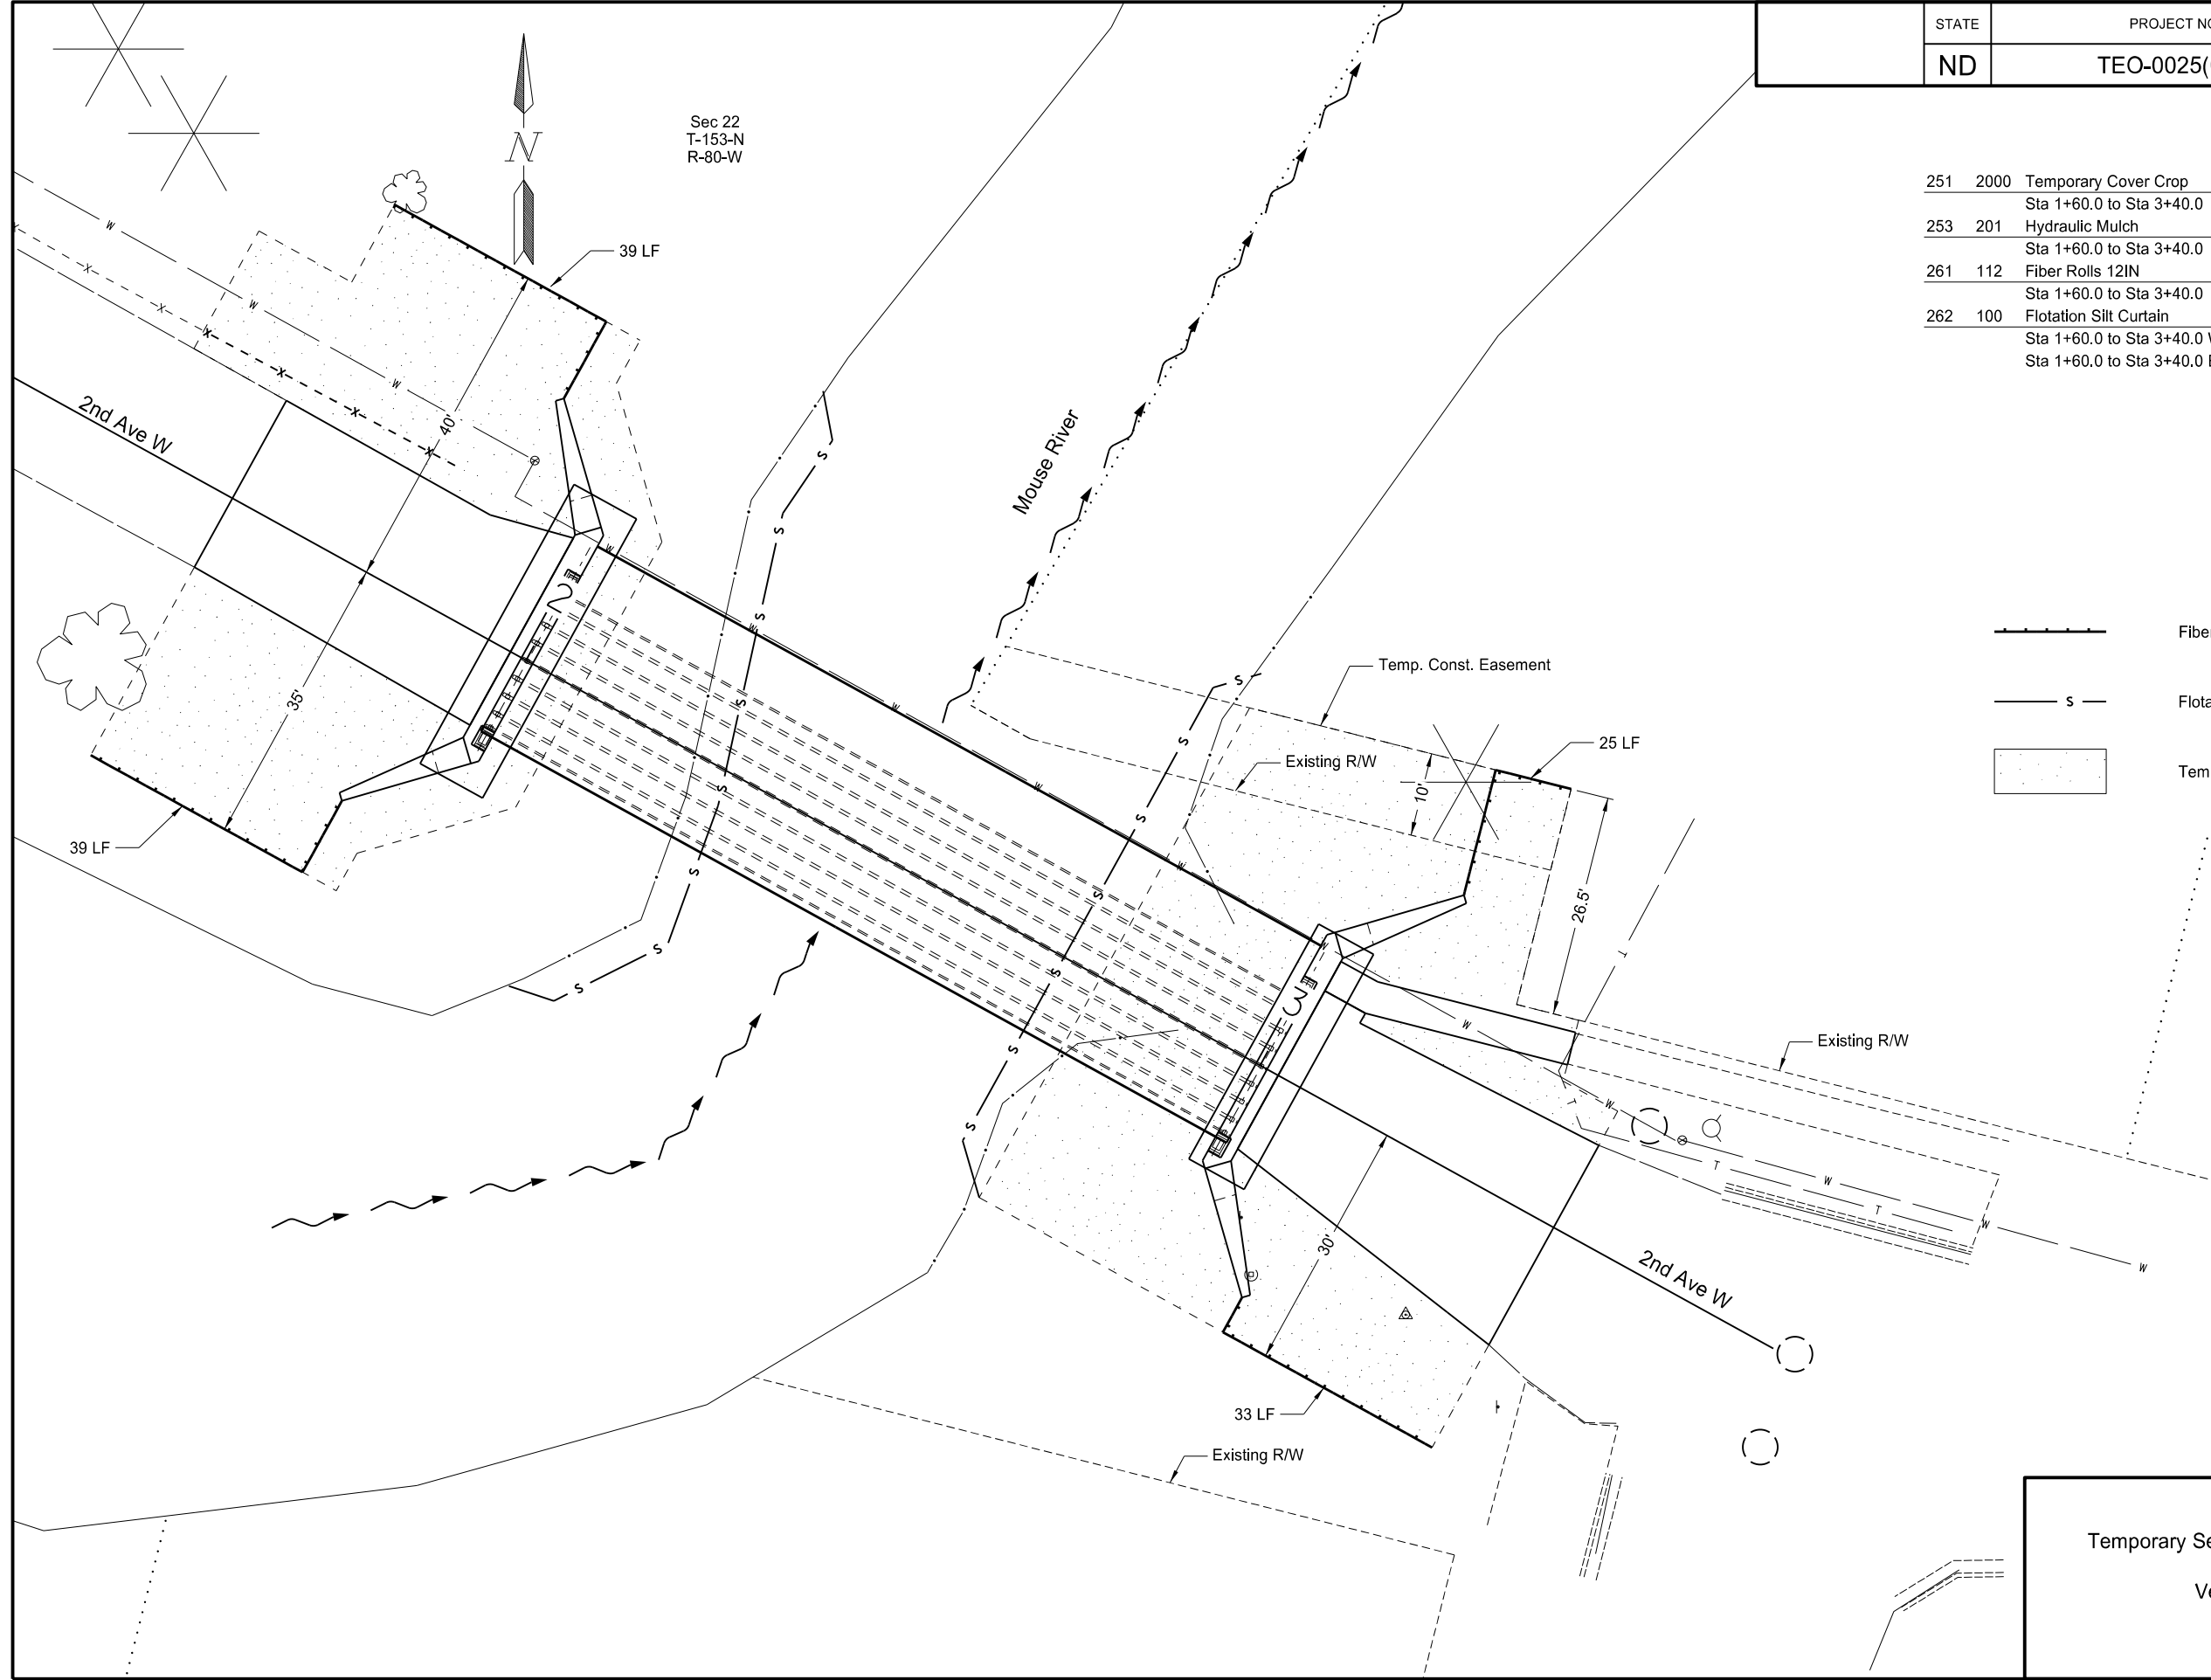 STATE
PROJECT NO
ND
TEO-0025(
Sec 22
T-153-N
R-80-W
N
251 2000 Temporary Cover Crop
Sta 1+60.0 to Sta 3+40.0
253 201 Hydraulic Mulch
Sta 1+60.0 to Sta 3+40.0
261 112 Fiber Rolls 12IN
Sta 1+60.0 to Sta 3+40.0
262 100 Flotation Silt Curtain
Sta 1+60.0 to Sta 3+40.0 W
Sta 1+60.0 to Sta 3+40.0 E
39 LF
2nd Ave W
40'
Mouse River
2
Fiber
Temp. Const. Easement
S
Flota
35'
Existing R/W
25 LF
10'
Tem
39 LF
26.5'
3
Existing R/W
30'
2nd Ave W
33 LF
Existing R/W
Temporary Se
Ve